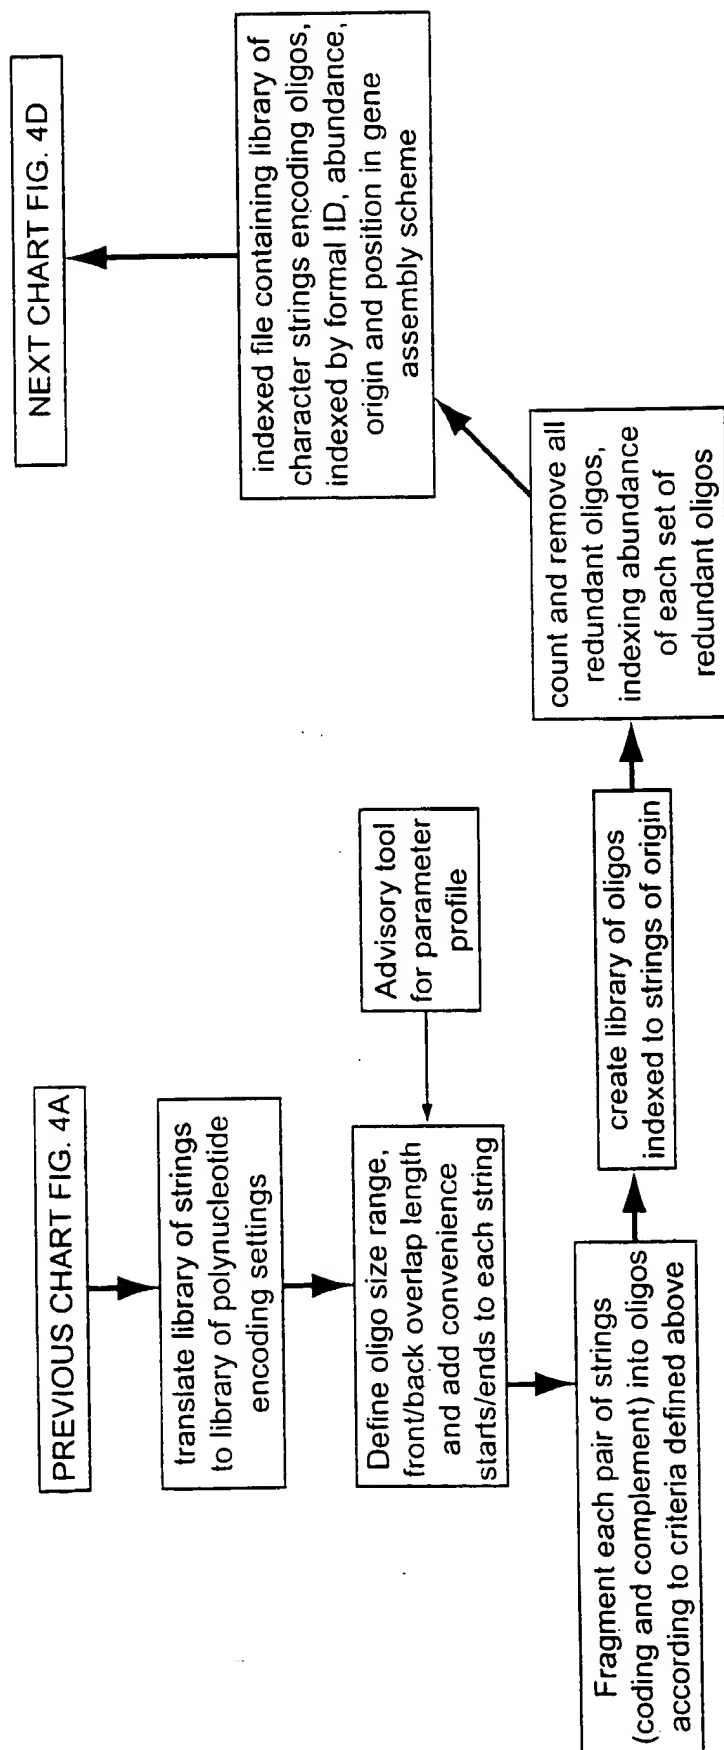 PREVIOUS CHART FIG. 4A
translate library of strings
to library of polynucleotide
encoding settings
Define oligo size range,
front/back overlap length
and add convenience
starts/ends to each string
Advisory tool
for parameter
profile
Fragment each pair of strings
(coding and complement) into oligos
according to criteria defined above
create library of oligos
indexed to strings of origin
count and remove all
redundant oligos,
indexing abundance
of each set of
redundant oligos
indexed file containing library of
character strings encoding oligos,
indexed by formal ID, abundance,
origin and position in gene
assembly scheme
NEXT CHART FIG. 4D